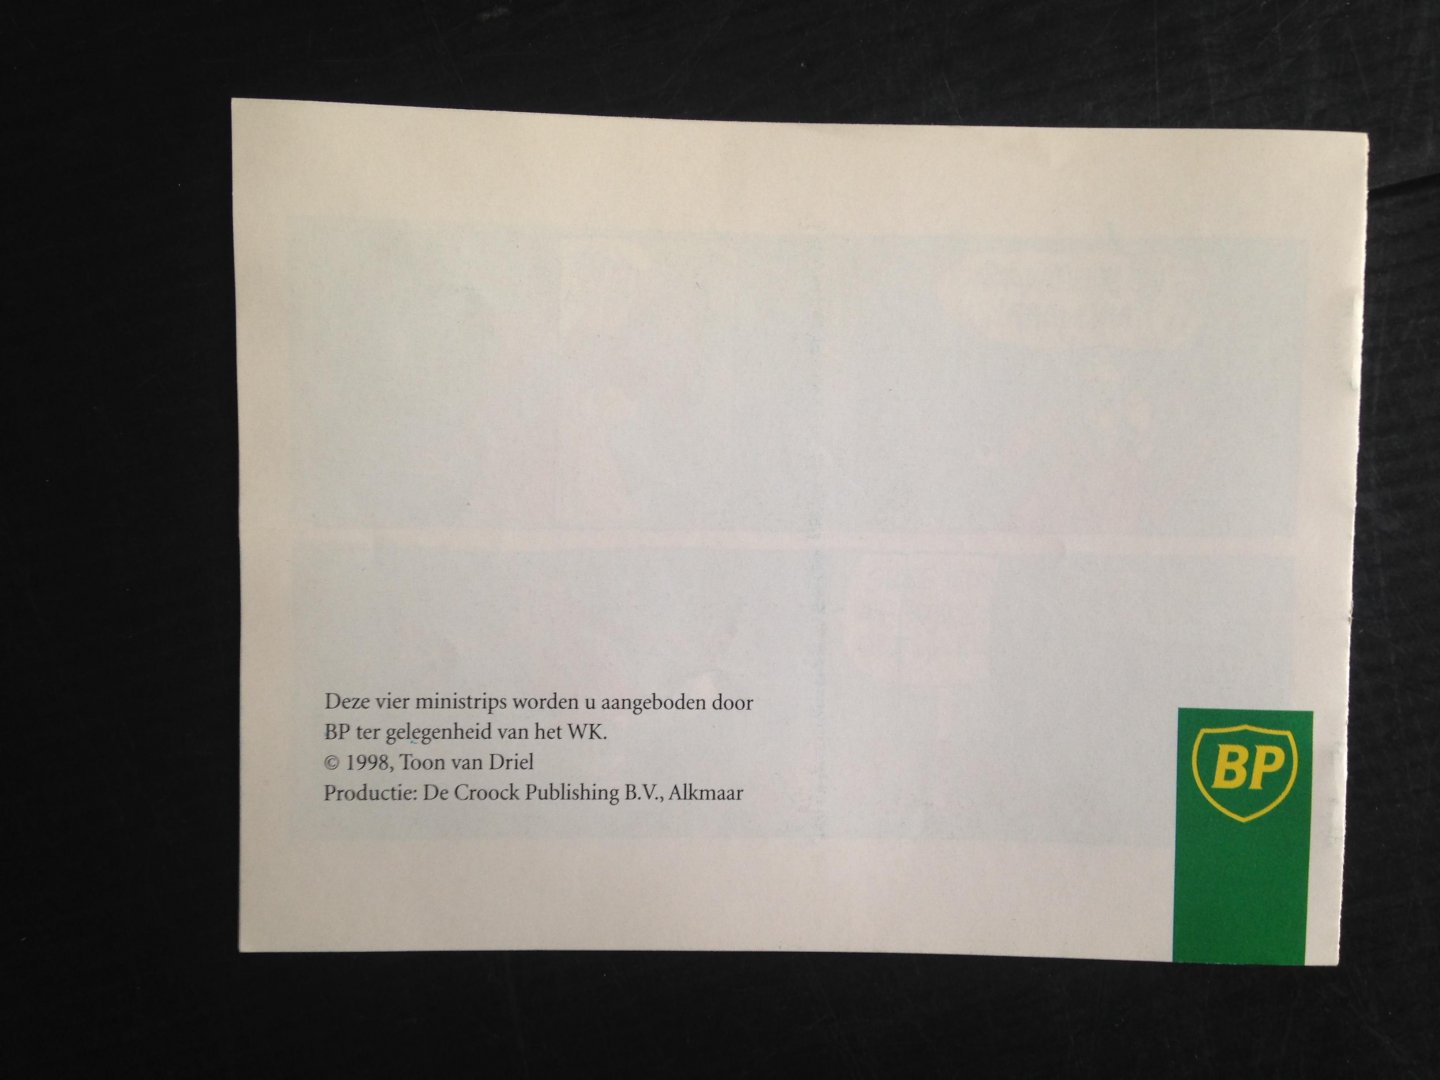 Deze vier ministrips worden u aangeboden door
BP ter gelegenheid van het WK.
© 1998, Toon van Driel
Productie: De Croock Publishing B.V., Alkmaar
BP